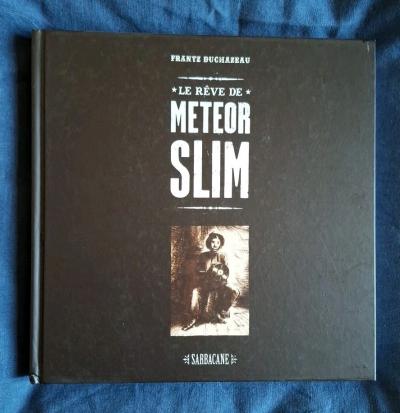 FRANTZ DUCHAZEAU
★ LE RÊVE DE ★
METEOR
SLIM
SARBACANE